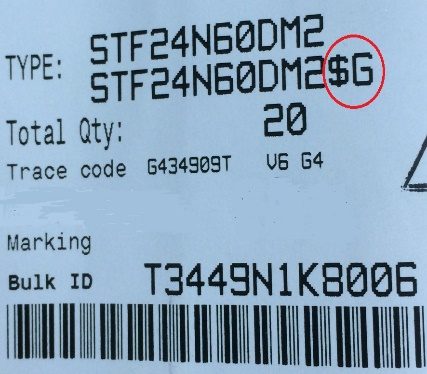 STF24N60DM2
TYPE: STF24N60DM2$G
Total Qty: 20
Trace code G434909T V6 G4
Marking
Bulk ID T3449N1K8006